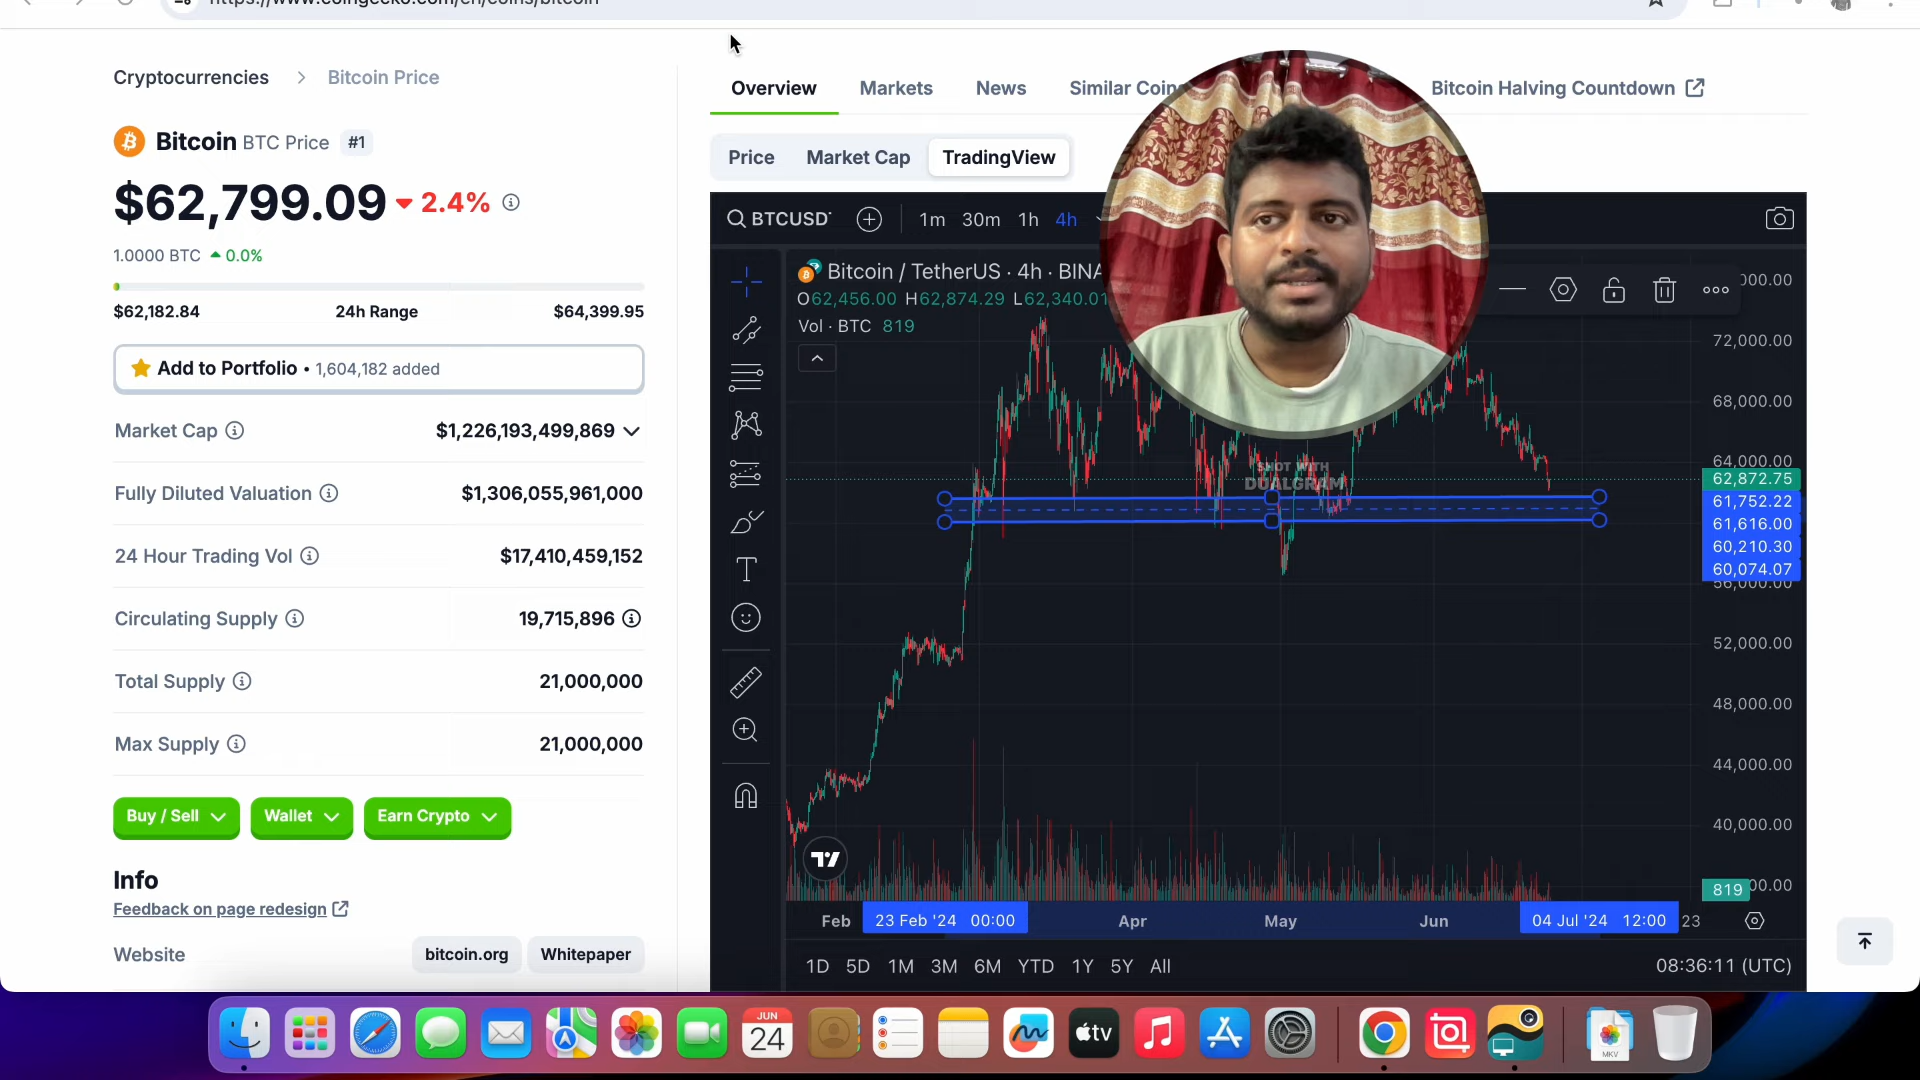 Cryptocurrencies > Bitcoin Price
Bitcoin BTC Price #1
$62,799.09 2.4%
1.0000 BTC 0.0%
$62,182.84 24h Range $64,399.95
Add to Portfolio • 1,604,182 added
Market Cap $1,226,193,499,869
Fully Diluted Valuation $1,306,055,961,000
24 Hour Trading Vol $17,410,459,152
Circulating Supply 19,715,896
Total Supply 21,000,000
Max Supply 21,000,000
Buy / Sell Wallet Earn Crypto
Info
Feedback on page redesign
Website bitcoin.org Whitepaper
Overview Markets News Similar Bitcoin Halving Countdown
Price Market Cap TradingView
BTCUSD 1m 30m 1h 4h
Bitcoin / TetherUS · 4h ·
O62,456.00 H62,874.29 L62,340.01
Vol · BTC 819
SHOT WITH
DUALGRAM
72,000.00
68,000.00
64,000.00
62,872.75
61,752.22
61,616.00
60,210.30
60,074.07
56,000.00
52,000.00
48,000.00
44,000.00
40,000.00
819
Feb 23 Feb '24 00:00 Apr May Jun 04 Jul '24 12:00 23
1D 5D 1M 3M 6M YTD 1Y 5Y All 08:36:11 (UTC)
JUN
24
tv
MKV